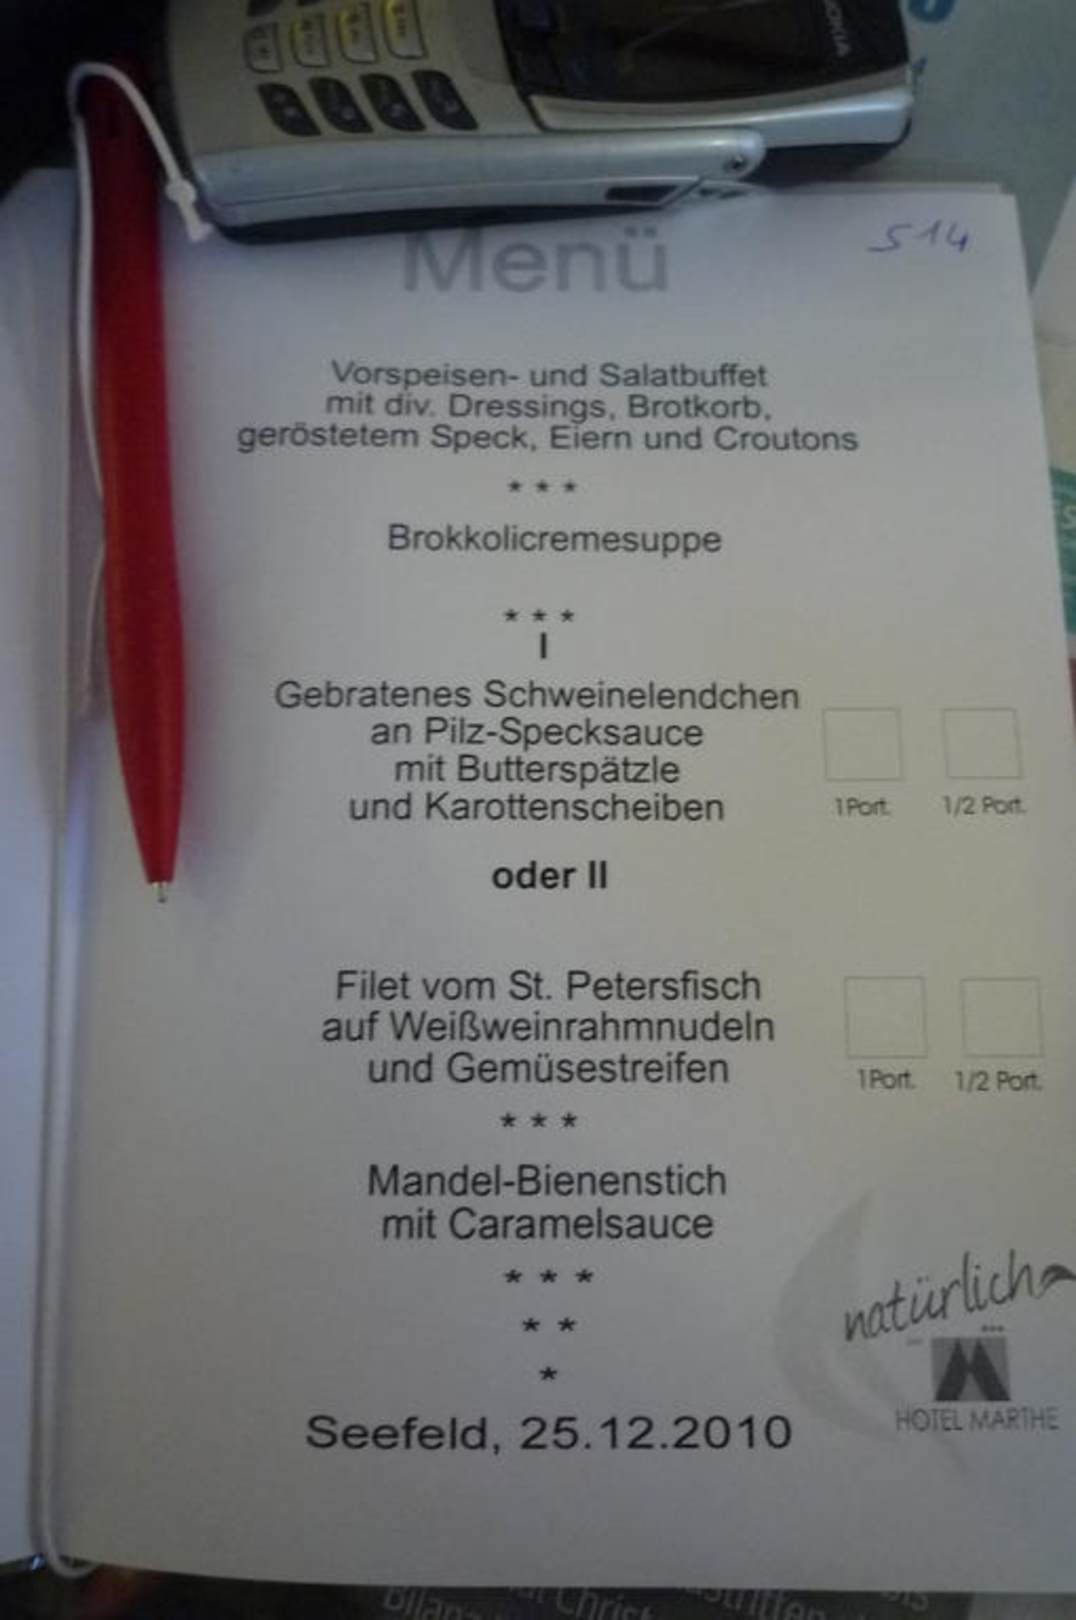 NOKIA
Menü
514
Vorspeisen- und Salatbuffet
mit div. Dressings, Brotkorb,
geröstetem Speck, Eiern und Croutons
* * *
Brokkolicremesuppe
* * *
I
Gebratenes Schweinelendchen
an Pilz-Specksauce
mit Butterspätzle
und Karottenscheiben
1Port. 1/2 Port.
oder II
Filet vom St. Petersfisch
auf Weißweinrahmnudeln
und Gemüsestreifen
1Port. 1/2 Port.
* * *
Mandel-Bienenstich
mit Caramelsauce
* * *
* *
*
natürlich
HOTEL MARTHE
Seefeld, 25.12.2010